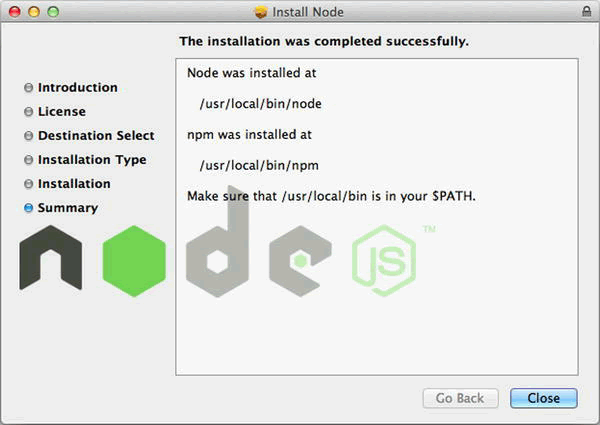 Install Node
The installation was completed successfully.
Introduction
License
Destination Select
Installation Type
Installation
Summary
Node was installed at
/usr/local/bin/node
npm was installed at
/usr/local/bin/npm
Make sure that /usr/local/bin is in your $PATH.
node
JS
TM
Go Back
Close